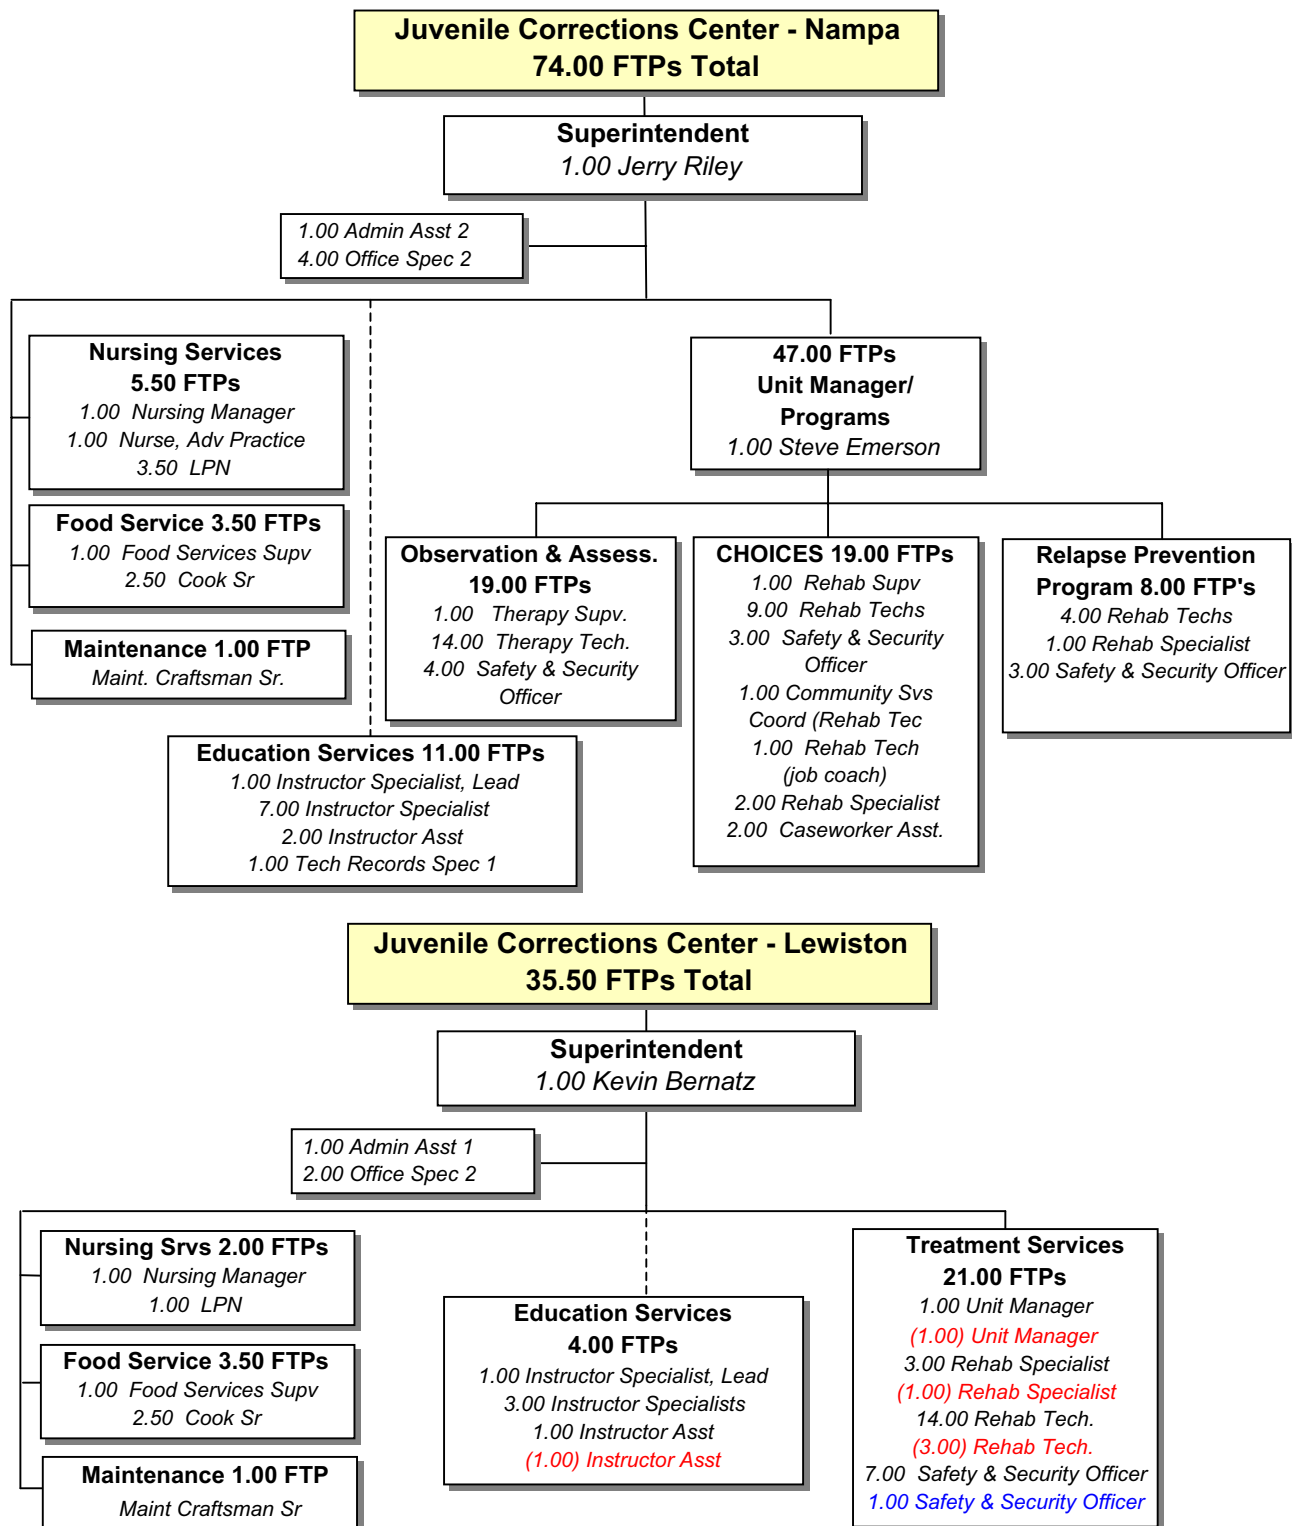 Juvenile Corrections Center - Nampa
74.00 FTPs Total
Superintendent
1.00 Jerry Riley
1.00 Admin Asst 2
4.00 Office Spec 2
Nursing Services
5.50 FTPs
1.00 Nursing Manager
1.00 Nurse, Adv Practice
3.50 LPN
Food Service 3.50 FTPs
1.00 Food Services Supv
2.50 Cook Sr
Maintenance 1.00 FTP
Maint. Craftsman Sr.
Education Services 11.00 FTPs
1.00 Instructor Specialist, Lead
7.00 Instructor Specialist
2.00 Instructor Asst
1.00 Tech Records Spec 1
47.00 FTPs
Unit Manager/
Programs
1.00 Steve Emerson
Observation & Assess.
19.00 FTPs
1.00 Therapy Supv.
14.00 Therapy Tech.
4.00 Safety & Security
Officer
CHOICES 19.00 FTPs
1.00 Rehab Supv
9.00 Rehab Techs
3.00 Safety & Security
Officer
1.00 Community Svs
Coord (Rehab Tec
1.00 Rehab Tech
(job coach)
2.00 Rehab Specialist
2.00 Caseworker Asst.
Relapse Prevention
Program 8.00 FTP's
4.00 Rehab Techs
1.00 Rehab Specialist
3.00 Safety & Security Officer
Juvenile Corrections Center - Lewiston
35.50 FTPs Total
Superintendent
1.00 Kevin Bernatz
1.00 Admin Asst 1
2.00 Office Spec 2
Nursing Srvs 2.00 FTPs
1.00 Nursing Manager
1.00 LPN
Food Service 3.50 FTPs
1.00 Food Services Supv
2.50 Cook Sr
Maintenance 1.00 FTP
Maint Craftsman Sr
Education Services
4.00 FTPs
1.00 Instructor Specialist, Lead
3.00 Instructor Specialists
1.00 Instructor Asst
(1.00) Instructor Asst
Treatment Services
21.00 FTPs
1.00 Unit Manager
(1.00) Unit Manager
3.00 Rehab Specialist
(1.00) Rehab Specialist
14.00 Rehab Tech.
(3.00) Rehab Tech.
7.00 Safety & Security Officer
1.00 Safety & Security Officer